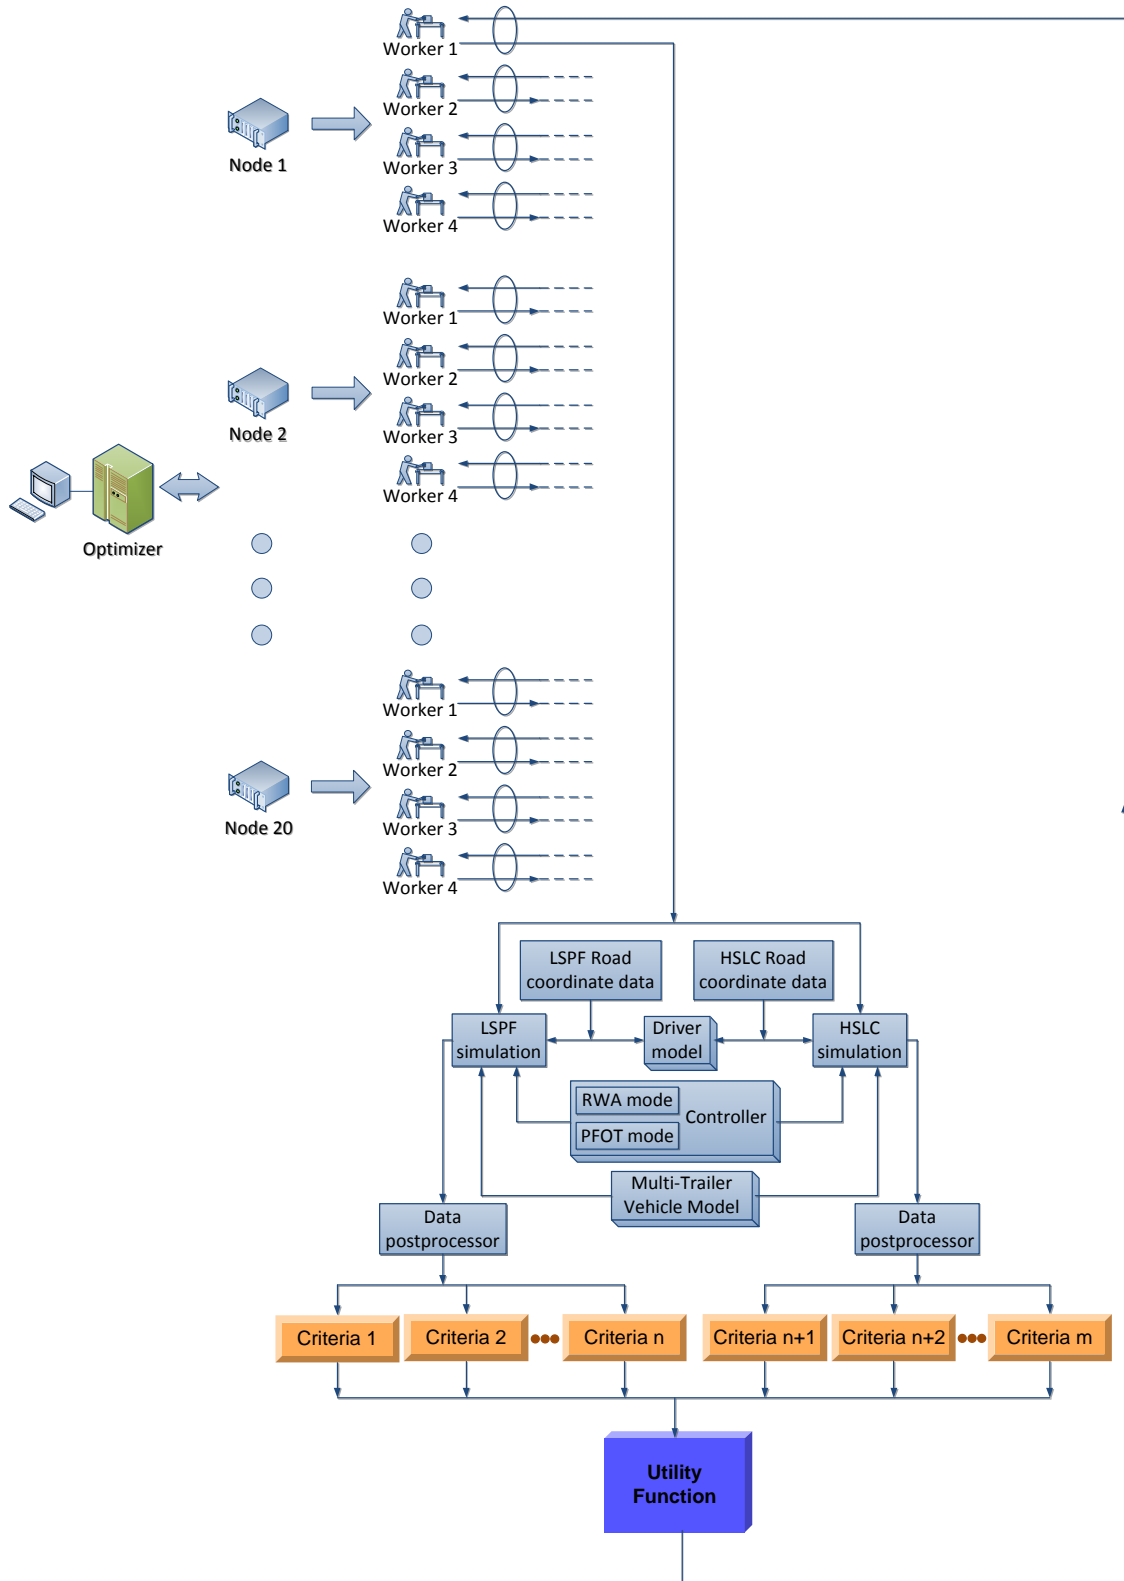 Worker 1
Worker 2
Node 1
Worker 3
Worker 4
Worker 1
Worker 2
Node 2
Worker 3
Worker 4
Optimizer
Worker 1
Worker 2
Node 20
Worker 3
Worker 4
LSPF Road
coordinate data
HSLC Road
coordinate data
LSPF
simulation
Driver
model
HSLC
simulation
RWA mode
Controller
PFOT mode
Multi-Trailer
Vehicle Model
Data
postprocessor
Data
postprocessor
Criteria 1
Criteria 2
Criteria n
Criteria n+1
Criteria n+2
Criteria m
Utility
Function